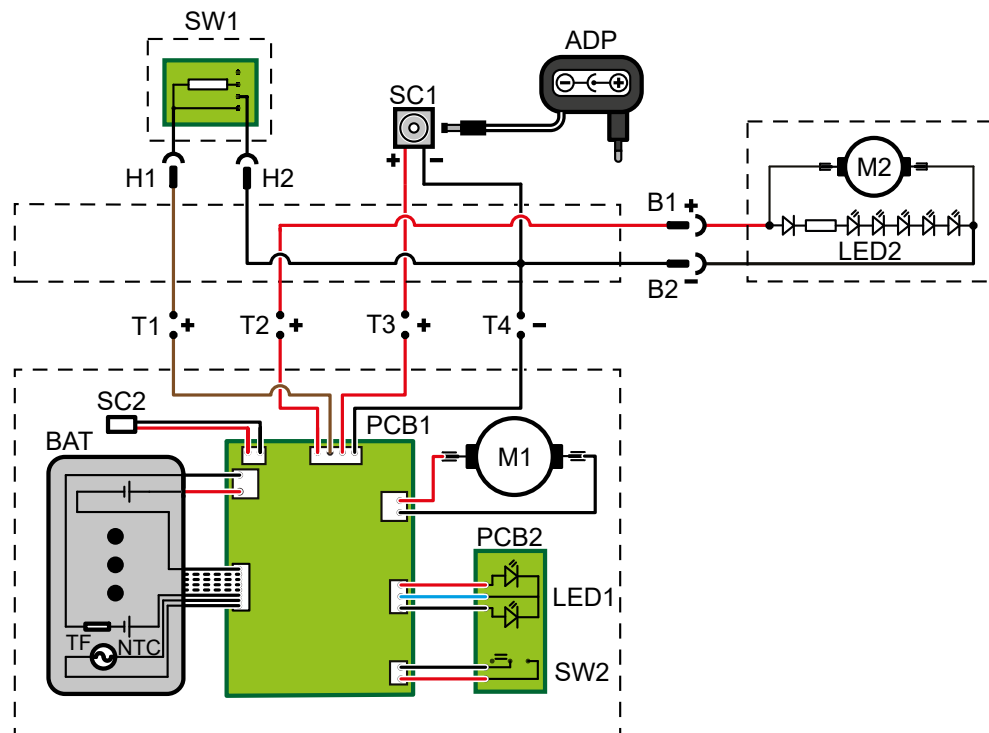 SW1
ADP
SC1
+ −
− +
H1 H2
M2
B1 +
LED2
B2 −
T1 + T2 + T3 + T4 −
SC2
PCB1
BAT
M1
PCB2
LED1
TF NTC
SW2